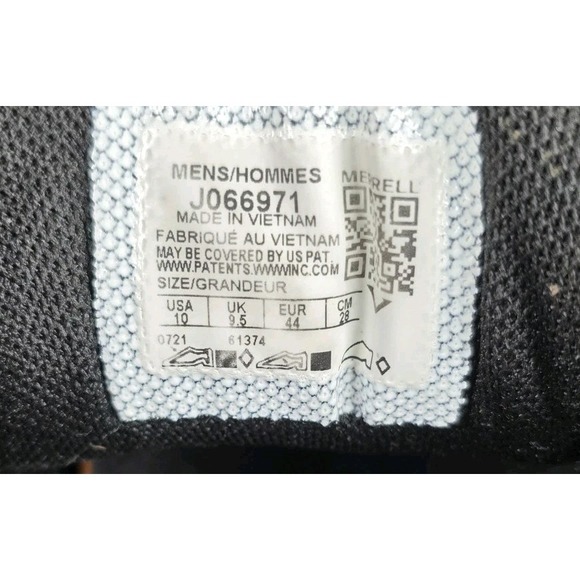 MENS/HOMMES
MERRELL
J066971
MADE IN VIETNAM
FABRIQUÉ AU VIETNAM
MAY BE COVERED BY US PAT.
WWW.PATENTS.WWWINC.COM
SIZE/GRANDEUR
USA UK EUR CM
10 9.5 44 28
0721 61374